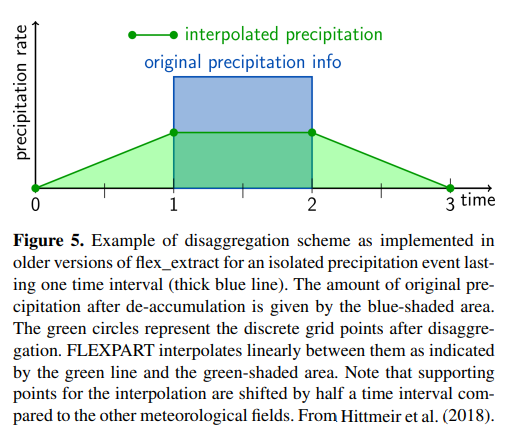 interpolated precipitation
original precipitation info
precipitation rate
0 1 2 3 time
Figure 5. Example of disaggregation scheme as implemented in
older versions of flex_extract for an isolated precipitation event last-
ing one time interval (thick blue line). The amount of original pre-
cipitation after de-accumulation is given by the blue-shaded area.
The green circles represent the discrete grid points after disaggre-
gation. FLEXPART interpolates linearly between them as indicated
by the green line and the green-shaded area. Note that supporting
points for the interpolation are shifted by half a time interval com-
pared to the other meteorological fields. From Hittmeir et al. (2018).